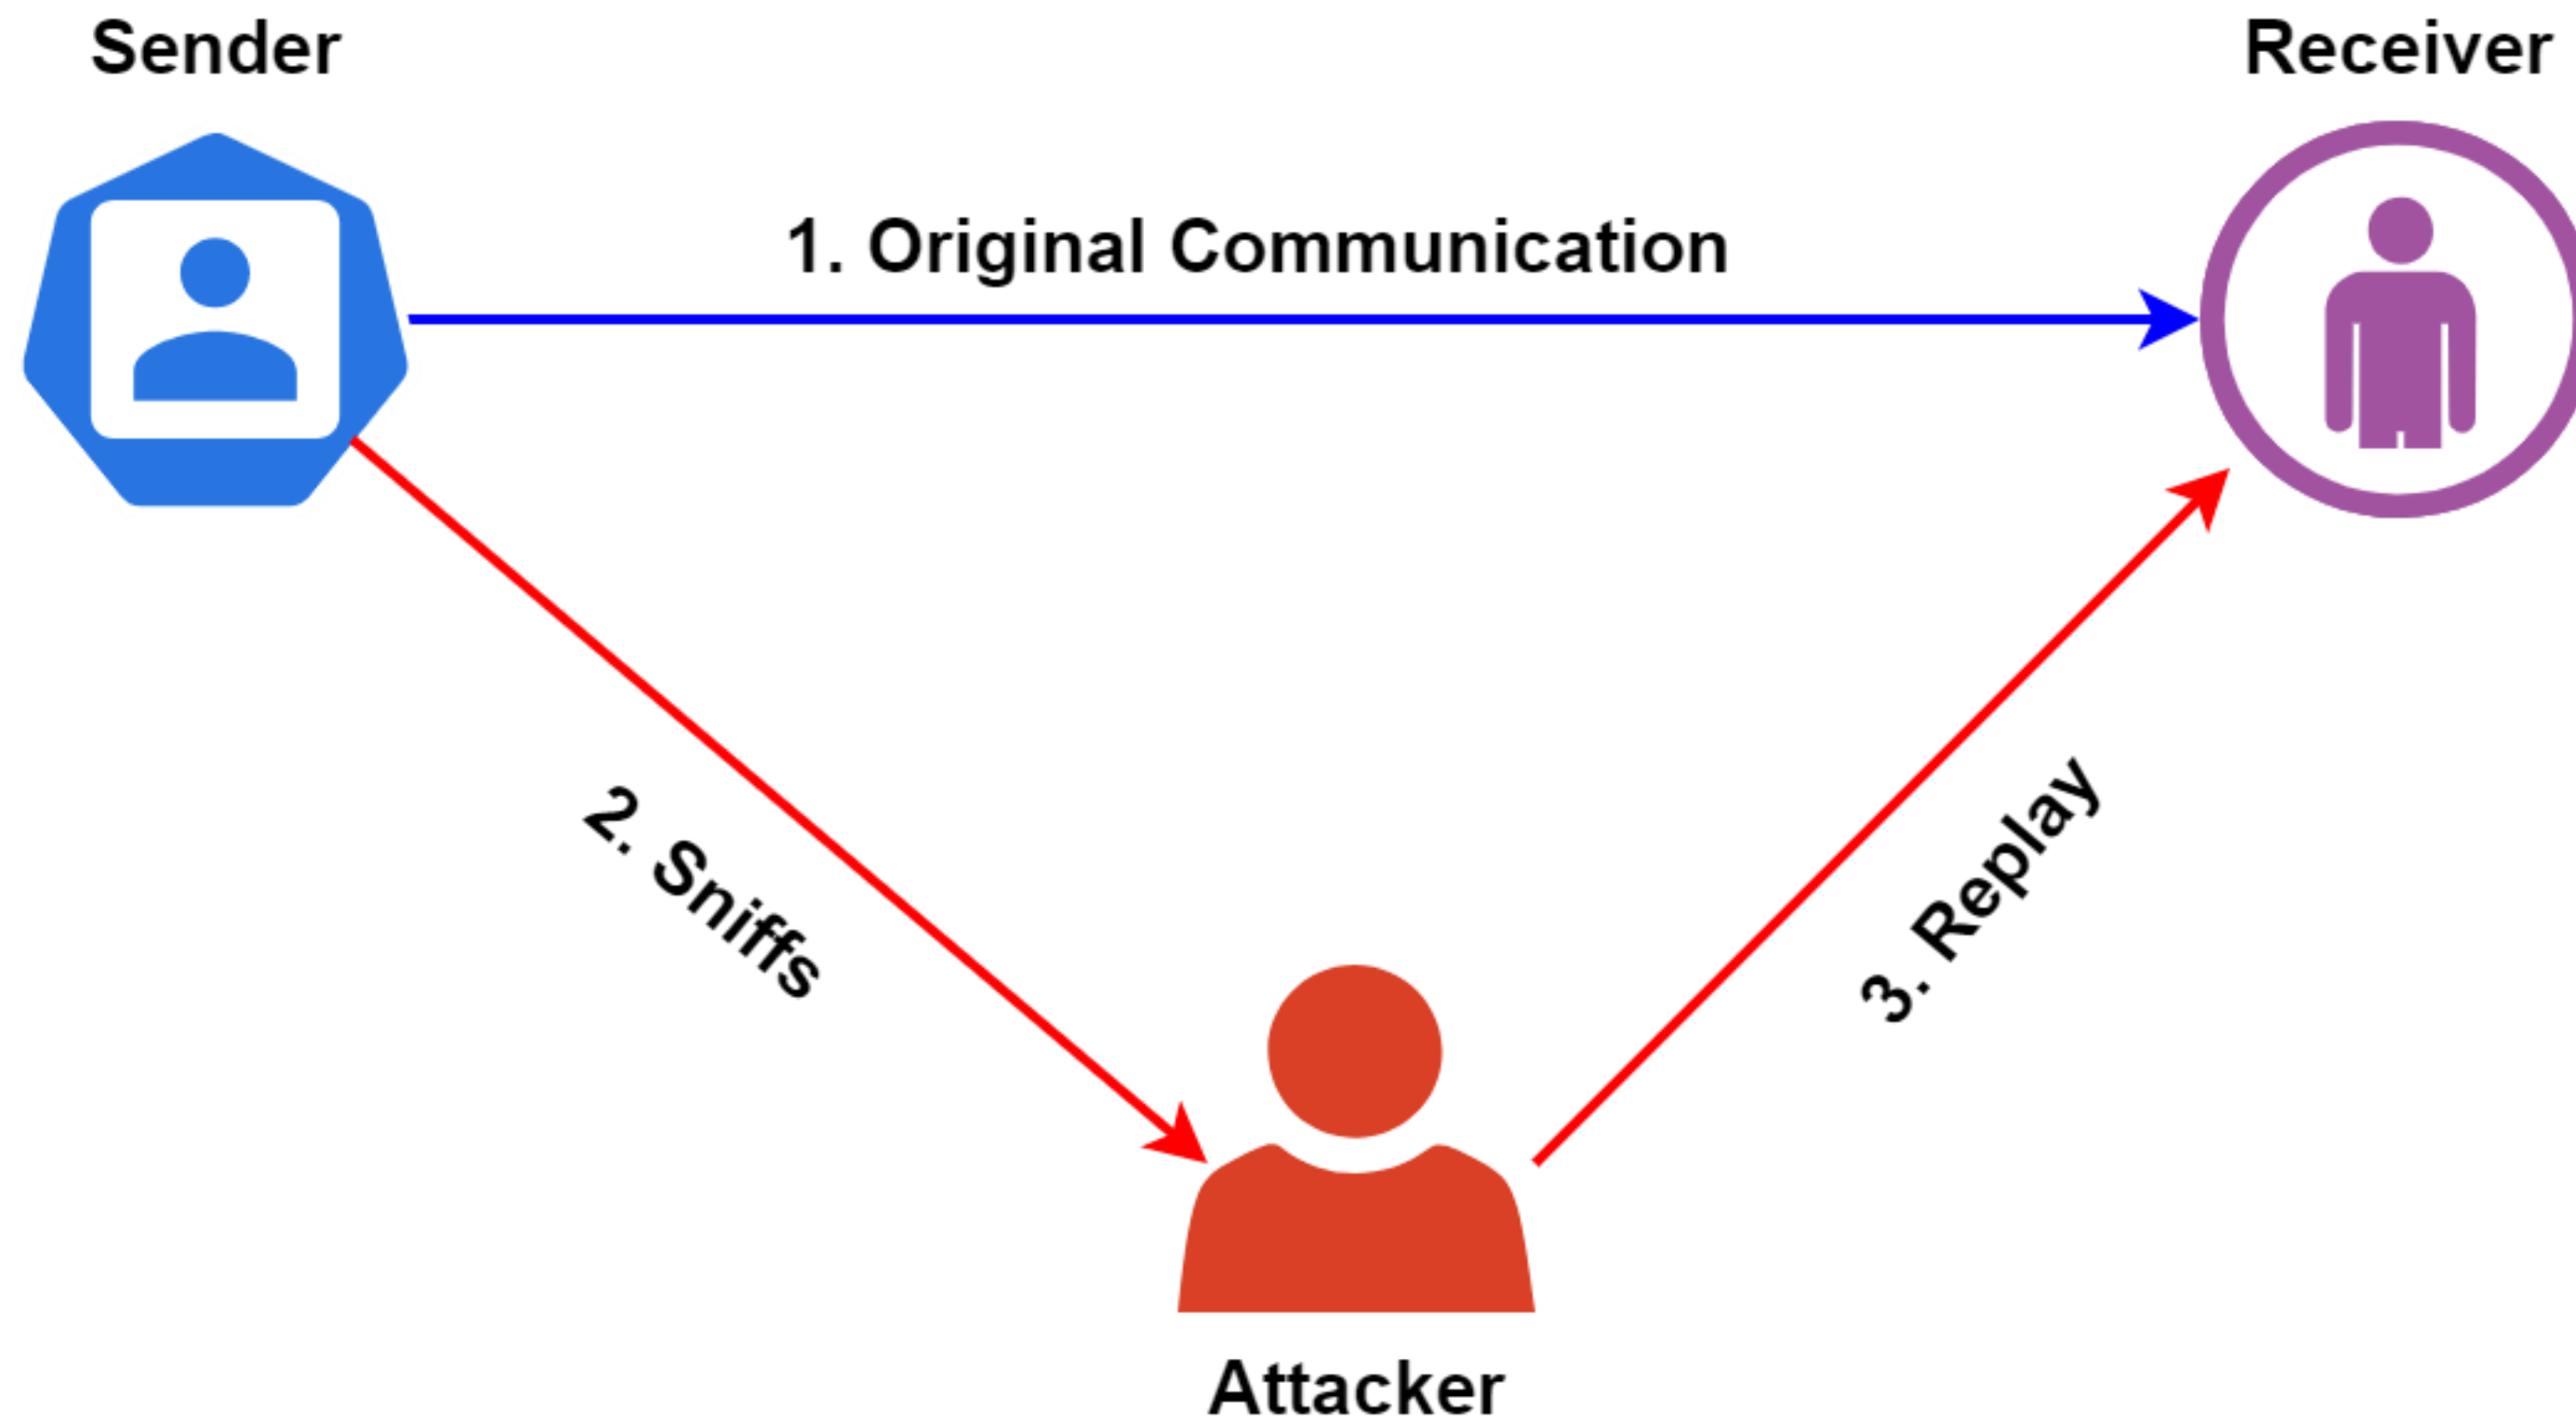 Sender
Receiver
1. Original Communication
2. Sniffs
3. Replay
Attacker